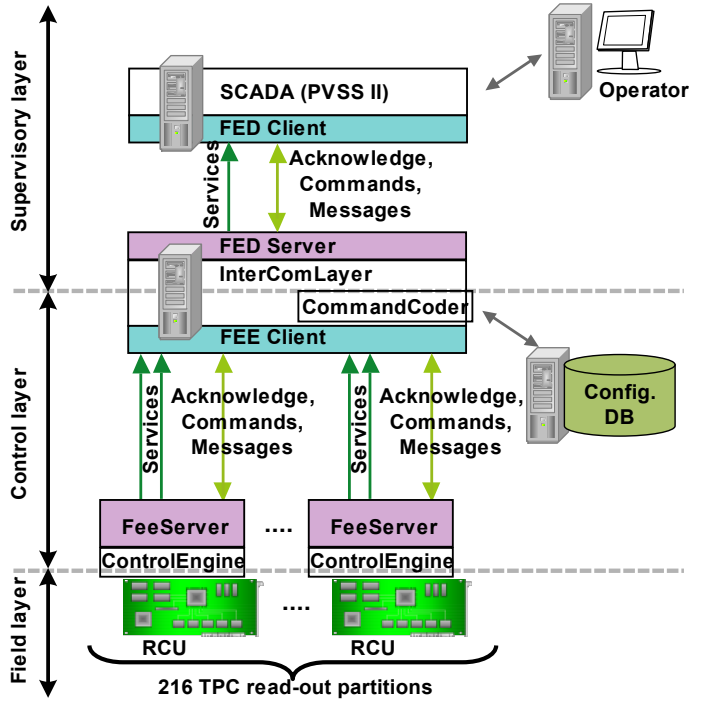 Supervisory layer
SCADA (PVSS II)
Operator
FED Client
Services
Acknowledge,
Commands,
Messages
FED Server
InterComLayer
CommandCoder
FEE Client
Control layer
Config.
DB
Services
Acknowledge,
Commands,
Messages
Services
Acknowledge,
Commands,
Messages
FeeServer
....
FeeServer
ControlEngine
ControlEngine
Field layer
....
RCU
RCU
216 TPC read-out partitions